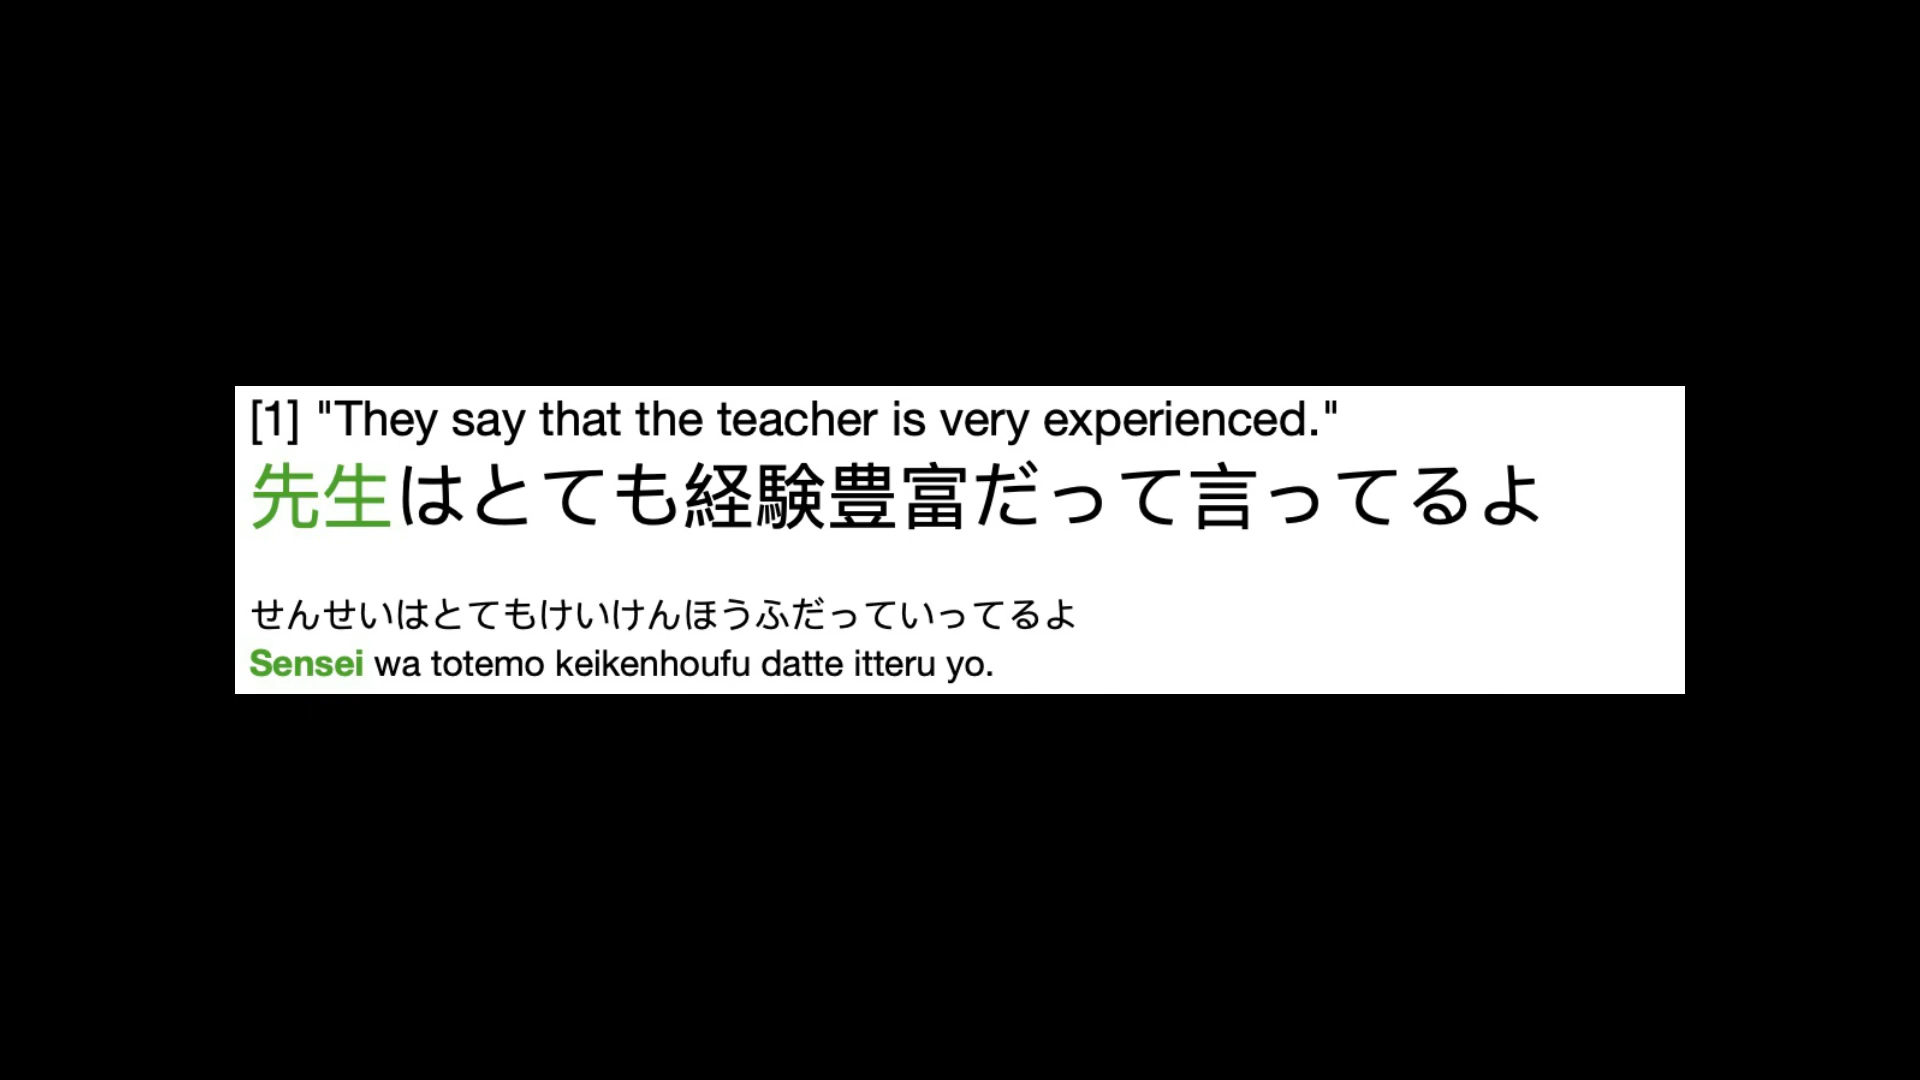 [1] "They say that the teacher is very experienced."
先生はとても経験豊富だって言ってるよ
せんせいはとてもけいけんほうふだっていってるよ
Sensei wa totemo keikenhoufu datte itteru yo.